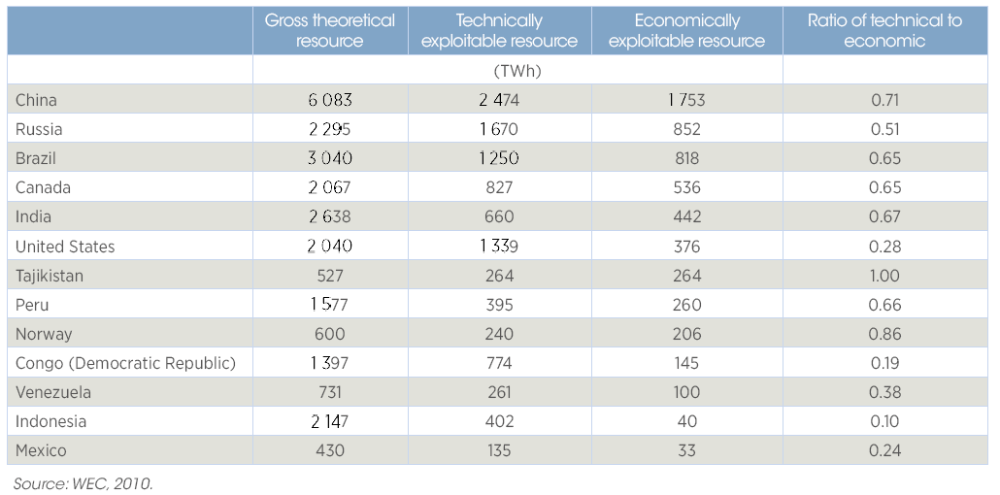 Gross theoretical resource Technically exploitable resource Economically exploitable resource Ratio of technical to economic
(TWh)
China 6 083 2 474 1 753 0.71
Russia 2 295 1 670 852 0.51
Brazil 3 040 1 250 818 0.65
Canada 2 067 827 536 0.65
India 2 638 660 442 0.67
United States 2 040 1 339 376 0.28
Tajikistan 527 264 264 1.00
Peru 1 577 395 260 0.66
Norway 600 240 206 0.86
Congo (Democratic Republic) 1 397 774 145 0.19
Venezuela 731 261 100 0.38
Indonesia 2 147 402 40 0.10
Mexico 430 135 33 0.24
Source: WEC, 2010.